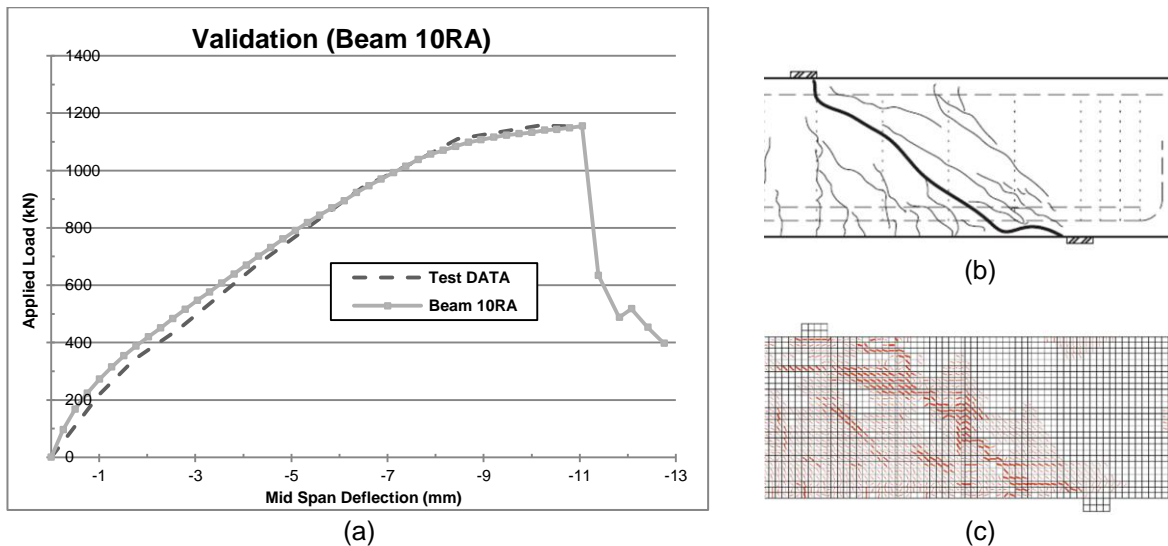 Validation (Beam 10RA)
1400
1200
1000
800
600
400
200
0
Applied Load (kN)
Test DATA
Beam 10RA
-1 -3 -5 -7 -9 -11 -13
Mid Span Deflection (mm)
(a)
(b)
(c)